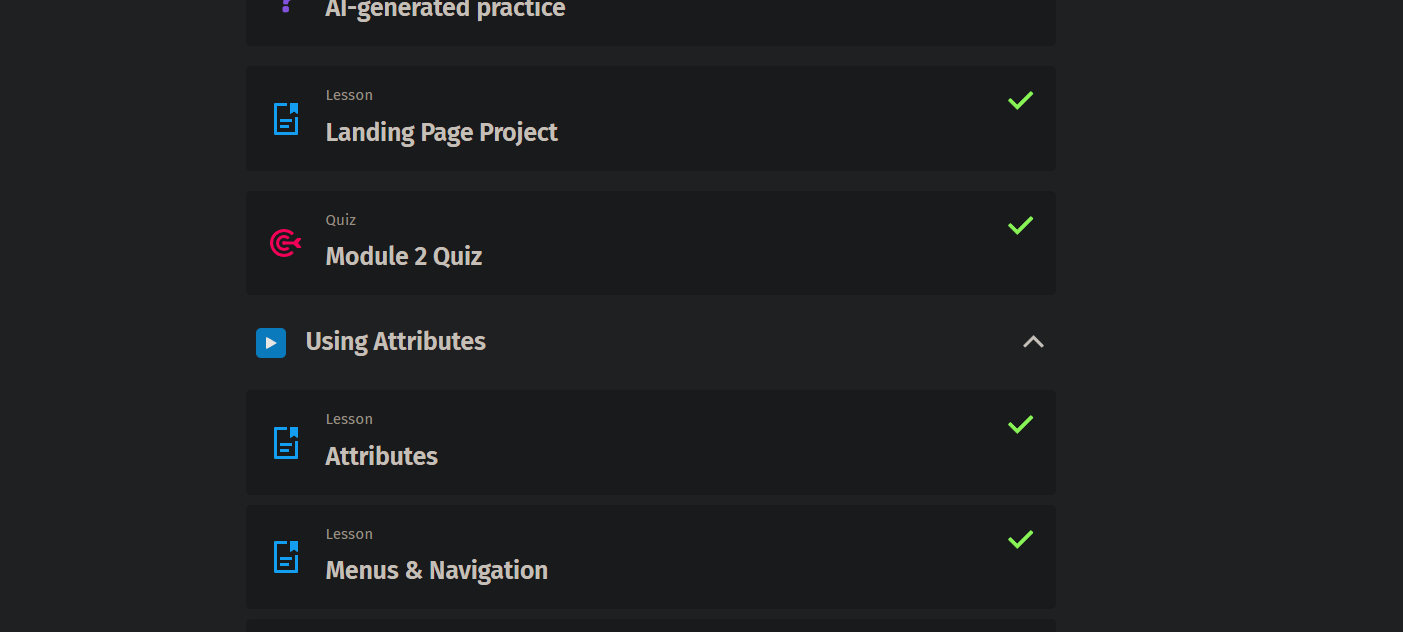 AI-generated practice
Lesson
Landing Page Project
Quiz
Module 2 Quiz
Using Attributes
Lesson
Attributes
Lesson
Menus & Navigation